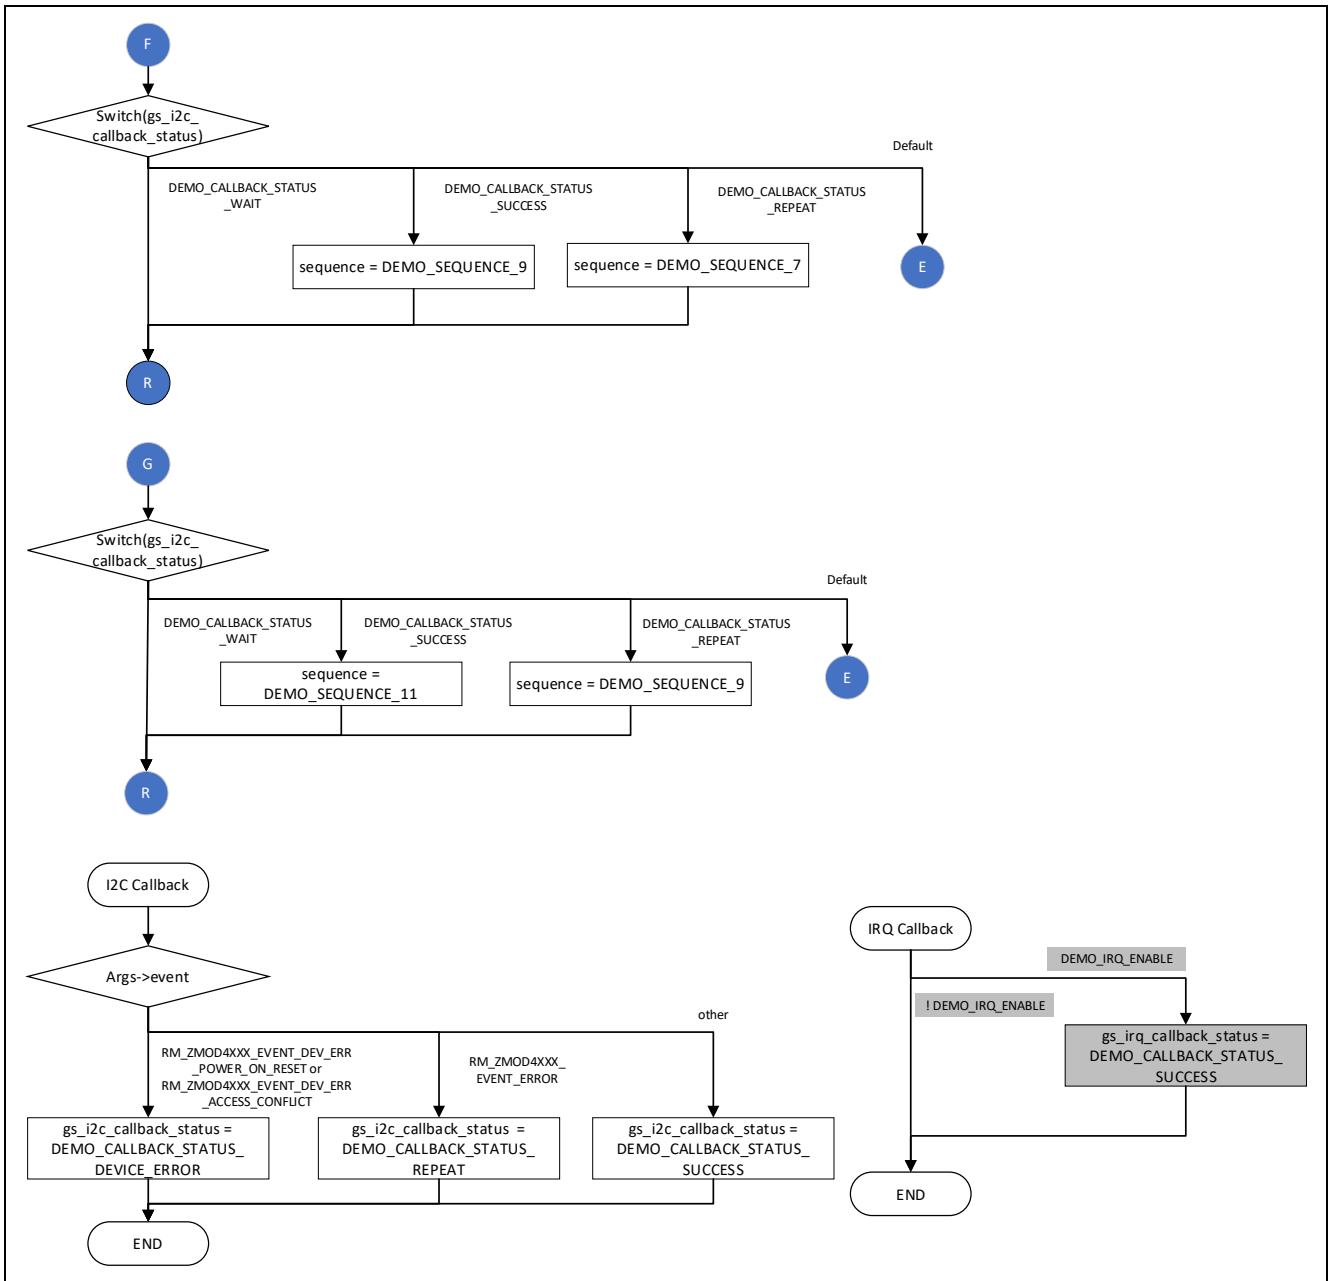 F
Switch(gs_i2c_
callback_status)
Default
DEMO_CALLBACK_STATUS
_WAIT
DEMO_CALLBACK_STATUS
_SUCCESS
DEMO_CALLBACK_STATUS
_REPEAT
sequence = DEMO_SEQUENCE_9
sequence = DEMO_SEQUENCE_7
E
R
G
Switch(gs_i2c_
callback_status)
Default
DEMO_CALLBACK_STATUS
_WAIT
DEMO_CALLBACK_STATUS
_SUCCESS
DEMO_CALLBACK_STATUS
_REPEAT
sequence =
DEMO_SEQUENCE_11
sequence = DEMO_SEQUENCE_9
E
R
I2C Callback
Args->event
other
RM_ZMOD4XXX_EVENT_DEV_ERR
_POWER_ON_RESET or
RM_ZMOD4XXX_EVENT_DEV_ERR
_ACCESS_CONFLICT
RM_ZMOD4XXX_
EVENT_ERROR
gs_i2c_callback_status =
DEMO_CALLBACK_STATUS_
DEVICE_ERROR
gs_i2c_callback_status =
DEMO_CALLBACK_STATUS_
REPEAT
gs_i2c_callback_status =
DEMO_CALLBACK_STATUS_
SUCCESS
END
IRQ Callback
DEMO_IRQ_ENABLE
! DEMO_IRQ_ENABLE
gs_irq_callback_status =
DEMO_CALLBACK_STATUS_
SUCCESS
END